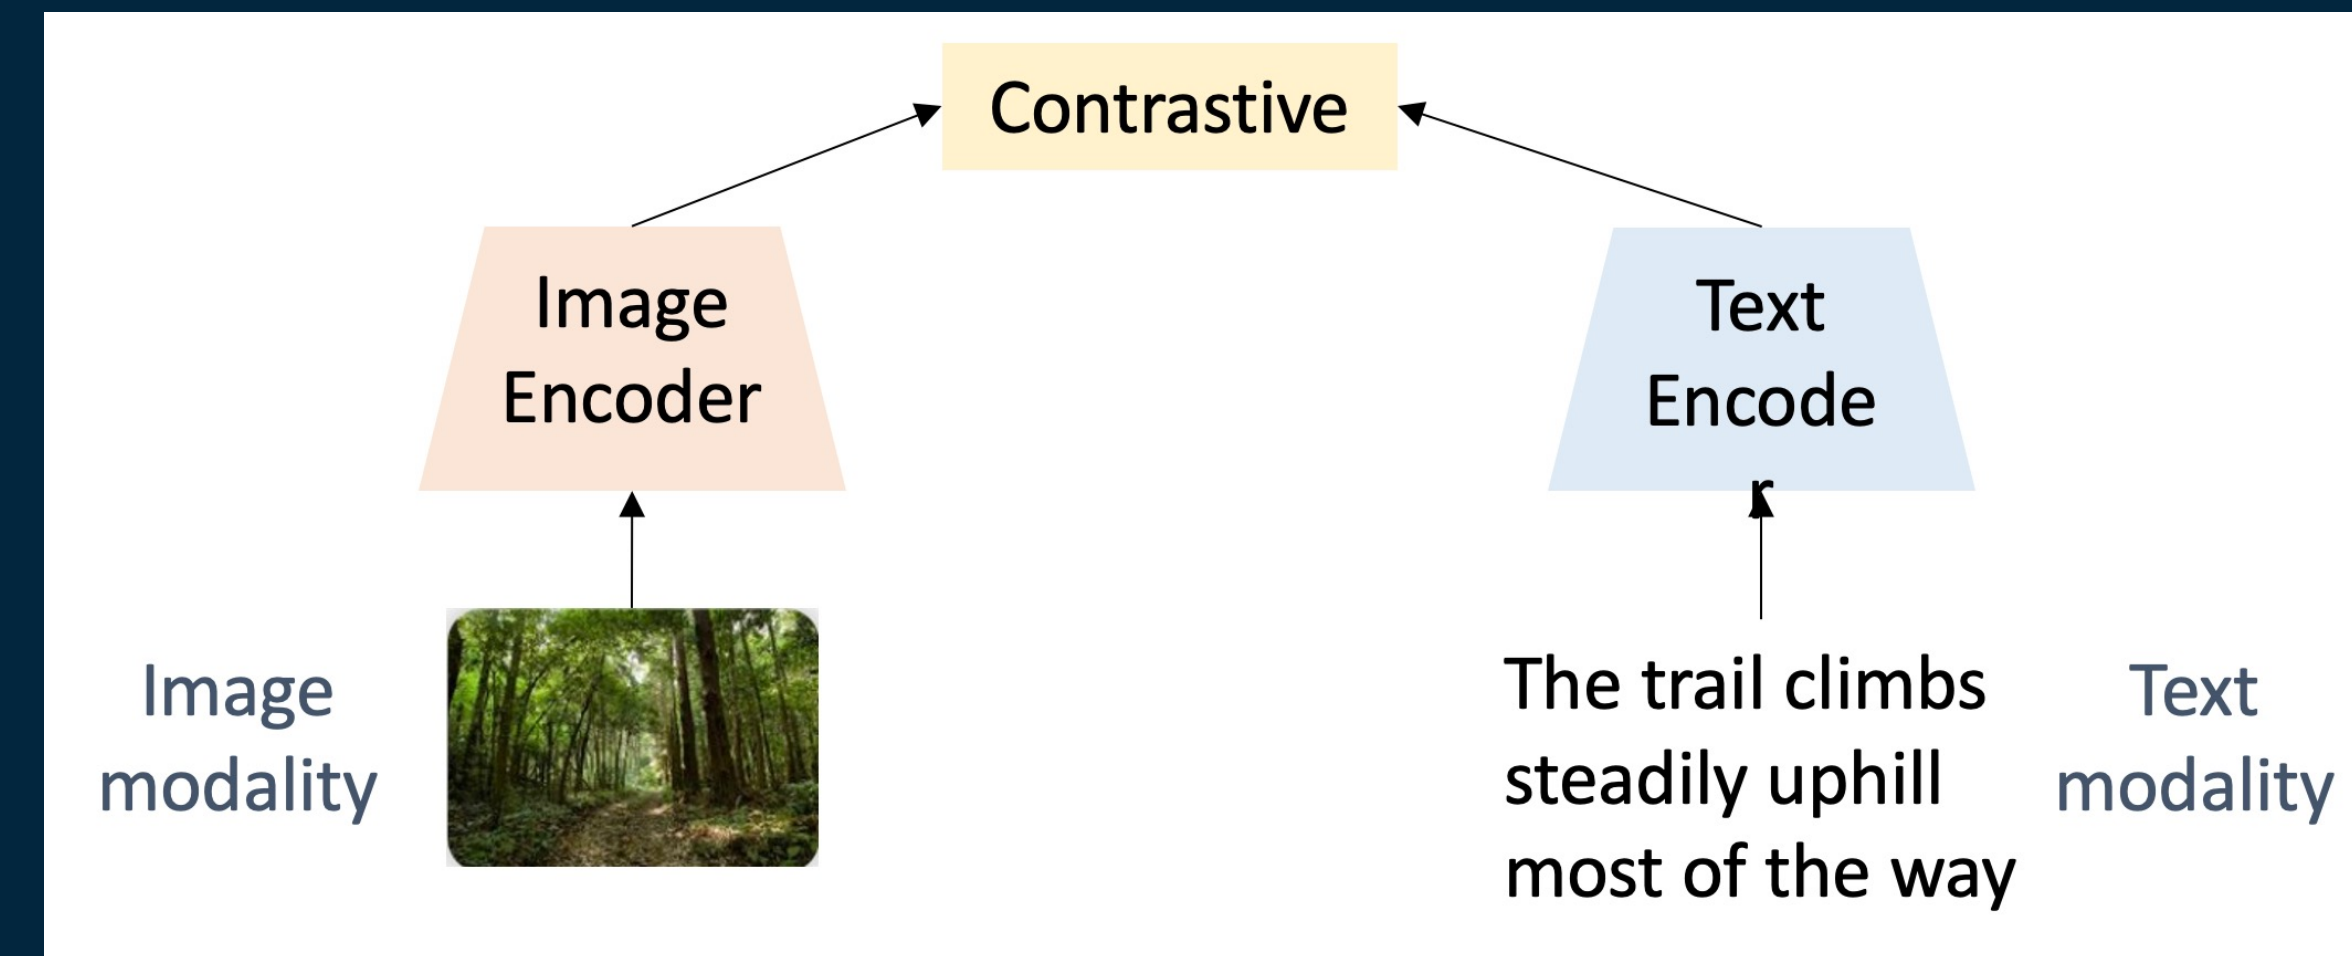 Contrastive
Image
Encoder
Text
Encode
r
Image
modality
The trail climbs
steadily uphill
most of the way
Text
modality